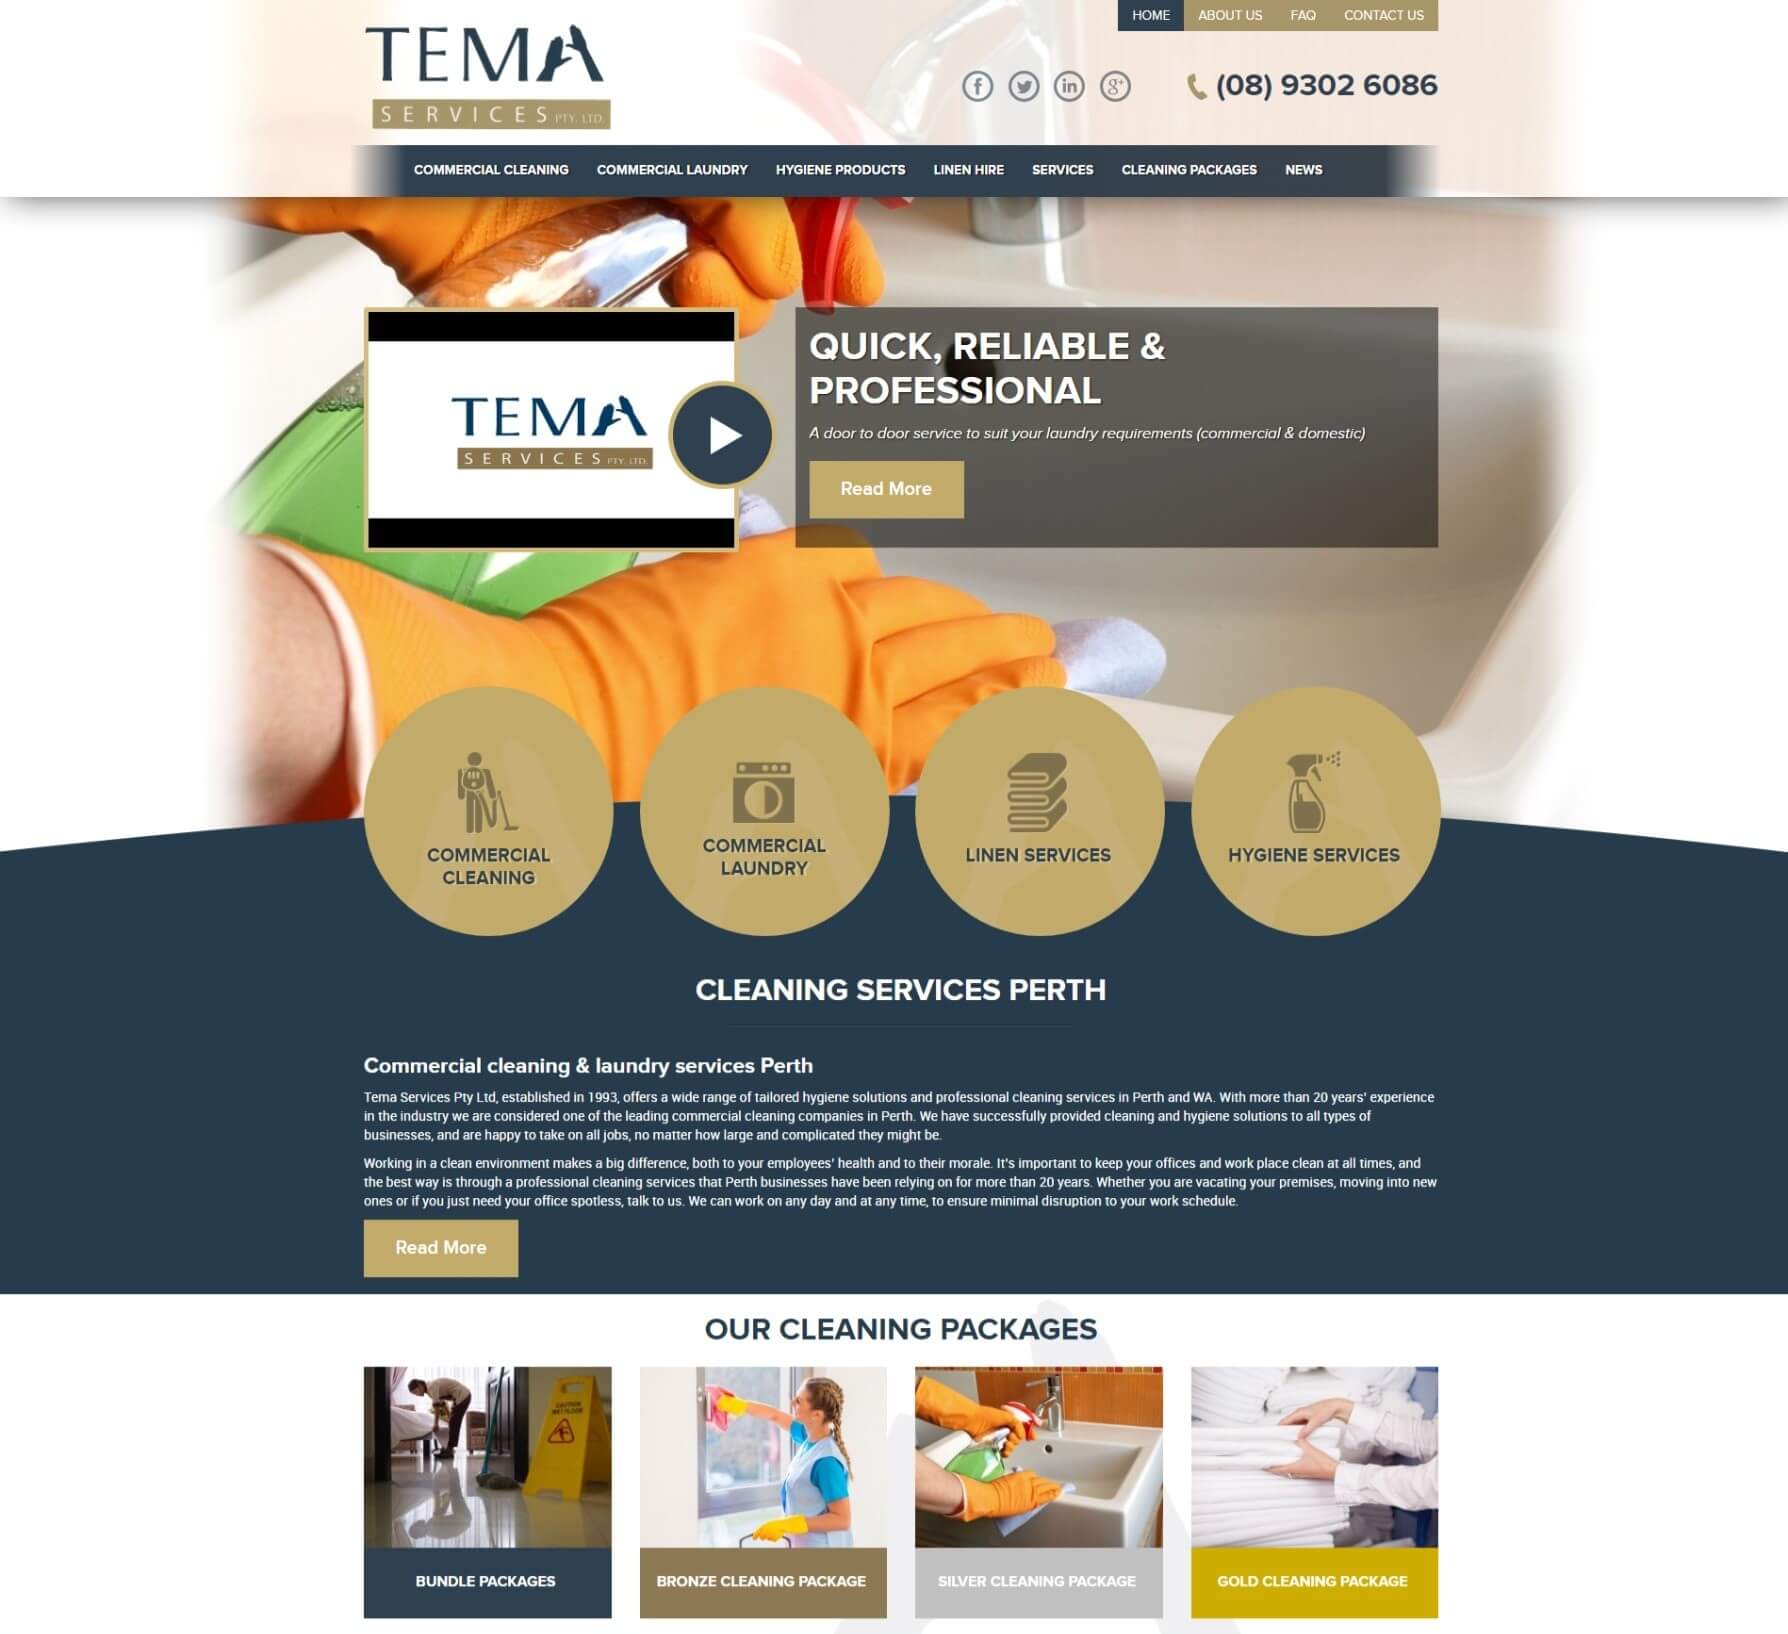 HOME ABOUT US FAQ CONTACT US
TEMA
SERVICES PTY. LTD.
(08) 9302 6086
COMMERCIAL CLEANING COMMERCIAL LAUNDRY HYGIENE PRODUCTS LINEN HIRE SERVICES CLEANING PACKAGES NEWS
TEMA
SERVICES PTY. LTD.
QUICK, RELIABLE &
PROFESSIONAL
A door to door service to suit your laundry requirements (commercial & domestic)
Read More
COMMERCIAL
CLEANING
COMMERCIAL
LAUNDRY
LINEN SERVICES
HYGIENE SERVICES
CLEANING SERVICES PERTH
Commercial cleaning & laundry services Perth
Tema Services Pty Ltd, established in 1993, offers a wide range of tailored hygiene solutions and professional cleaning services in Perth and WA. With more than 20 years' experience
in the industry we are considered one of the leading commercial cleaning companies in Perth. We have successfully provided cleaning and hygiene solutions to all types of
businesses, and are happy to take on all jobs, no matter how large and complicated they might be.
Working in a clean environment makes a big difference, both to your employees' health and to their morale. It's important to keep your offices and work place clean at all times, and
the best way is through a professional cleaning services that Perth businesses have been relying on for more than 20 years. Whether you are vacating your premises, moving into new
ones or if you just need your office spotless, talk to us. We can work on any day and at any time, to ensure minimal disruption to your work schedule.
Read More
OUR CLEANING PACKAGES
CAUTION
WET FLOOR
BUNDLE PACKAGES
BRONZE CLEANING PACKAGE
SILVER CLEANING PACKAGE
GOLD CLEANING PACKAGE